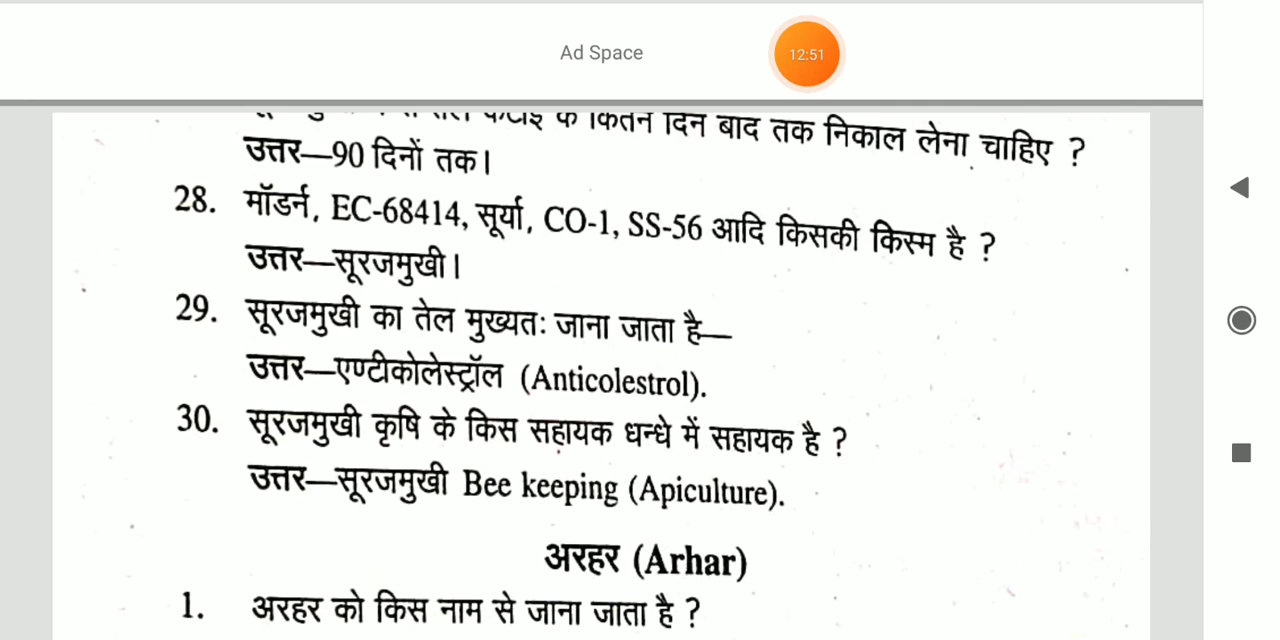 Ad Space
12:51
के कितने दिन बाद तक निकाल लेना चाहिए ?
उत्तर—90 दिनों तक।
28. मॉडर्न, EC-68414, सूर्या, CO-1, SS-56 आदि किसकी किस्म है ?
उत्तर—सूरजमुखी।
29. सूरजमुखी का तेल मुख्यतः जाना जाता है—
उत्तर—एण्टीकोलेस्ट्रॉल (Anticolestrol).
30. सूरजमुखी कृषि के किस सहायक धन्धे में सहायक है ?
उत्तर—सूरजमुखी Bee keeping (Apiculture).
अरहर (Arhar)
1. अरहर को किस नाम से जाना जाता है ?